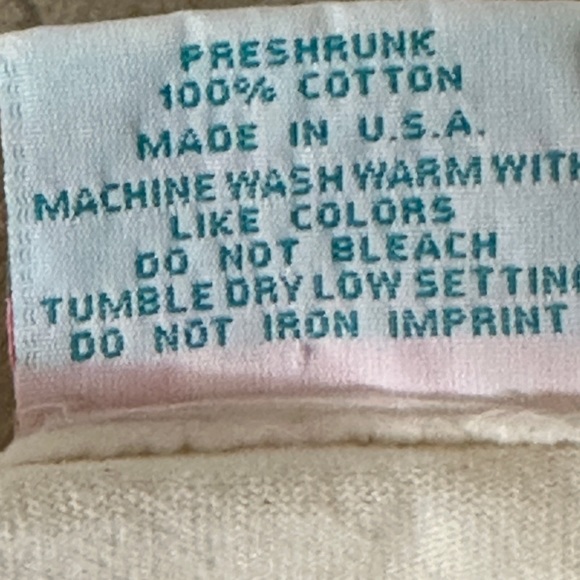 PRESHRUNK
100% COTTON
MADE IN U.S.A.
MACHINE WASH WARM WITH
LIKE COLORS
DO NOT BLEACH
TUMBLE DRY LOW SETTING
DO NOT IRON IMPRINT